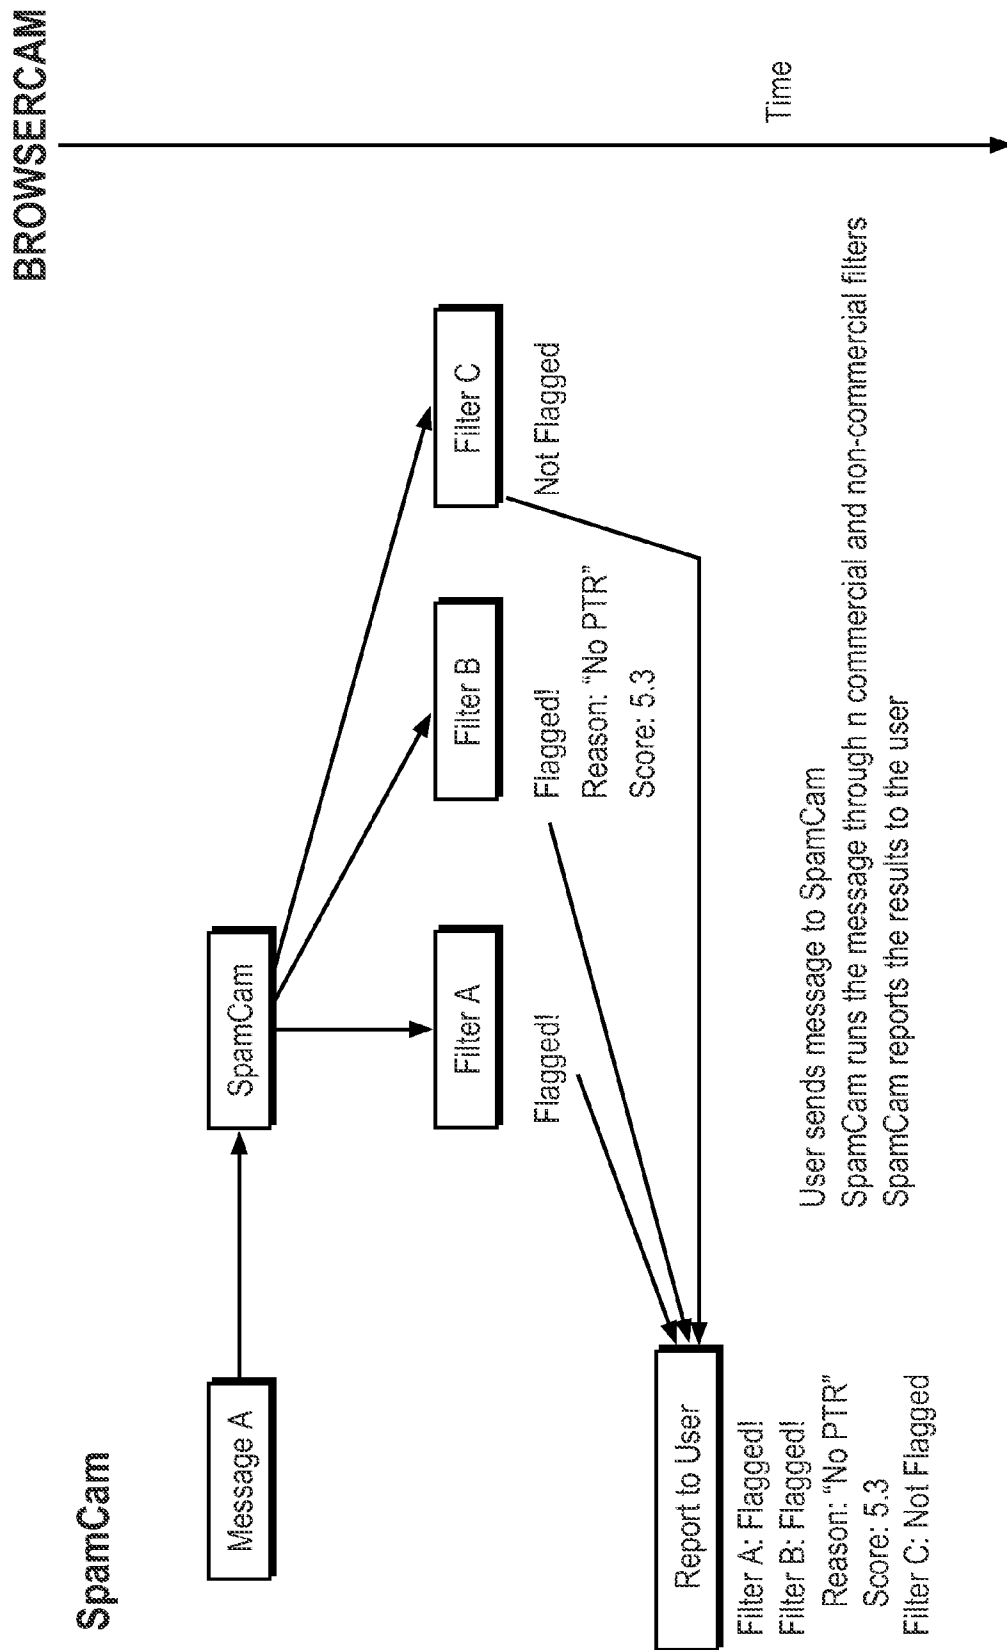 BROWSERCAM
SpamCam
Message A
SpamCam
Filter A
Filter B
Filter C
Flagged!
Flagged!
Reason: “No PTR”
Score: 5.3
Not Flagged
Time
Report to User
Filter A: Flagged!
Filter B: Flagged!
Reason: “No PTR”
Score: 5.3
Filter C: Not Flagged
User sends message to SpamCam
SpamCam runs the message through n commercial and non-commercial filters
SpamCam reports the results to the user